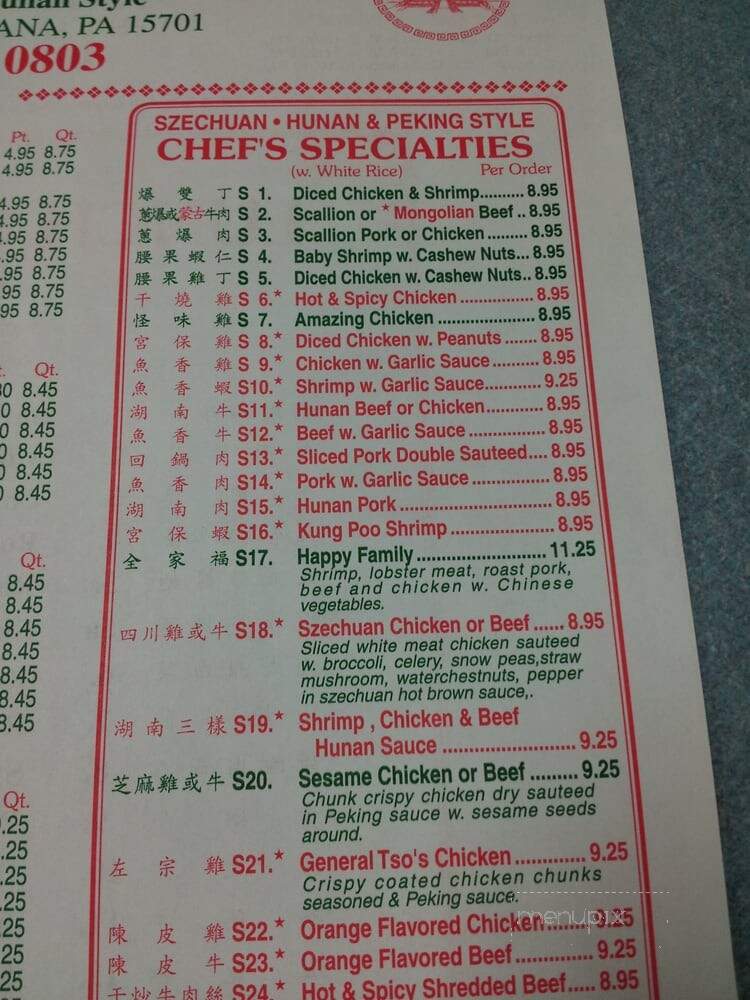 unan Style
ANA, PA 15701
0803
Pt. Qt.
4.95 8.75
4.95 8.75
4.95 8.75
4.95 8.75
4.95 8.75
.95 8.75
.95 8.75
.95 8.75
95 8.75
Qt.
80 8.45
0 8.45
0 8.45
0 8.45
0 8.45
0 8.45
Qt.
8.45
8.45
8.45
8.45
8.45
8.45
8.45
Qt.
.25
.25
.25
.25
.25
.25
25
SZECHUAN • HUNAN & PEKING STYLE
CHEF'S SPECIALTIES
(w. White Rice) Per Order
爆雙丁 S 1. Diced Chicken & Shrimp.......... 8.95
蔥爆或蒙古牛肉 S 2. Scallion or * Mongolian Beef .. 8.95
蔥爆肉 S 3. Scallion Pork or Chicken ......... 8.95
腰果蝦仁 S 4. Baby Shrimp w. Cashew Nuts... 8.95
腰果雞丁 S 5. Diced Chicken w. Cashew Nuts.. 8.95
干燒雞 S 6.* Hot & Spicy Chicken ................ 8.95
怪味雞 S 7. Amazing Chicken ..................... 8.95
宮保雞 S 8.* Diced Chicken w. Peanuts ....... 8.95
魚香雞 S 9.* Chicken w. Garlic Sauce........... 8.95
魚香蝦 S10.* Shrimp w. Garlic Sauce............ 9.25
湖南牛 S11.* Hunan Beef or Chicken............ 8.95
魚香牛 S12.* Beef w. Garlic Sauce ................ 8.95
回鍋肉 S13.* Sliced Pork Double Sauteed.... 8.95
魚香肉 S14.* Pork w. Garlic Sauce ............... 8.95
湖南肉 S15.* Hunan Pork ............................. 8.95
宮保蝦 S16.* Kung Poo Shrimp .................... 8.95
全家福 S17. Happy Family .......................... 11.25
Shrimp, lobster meat, roast pork,
beef and chicken w. Chinese
vegetables.
四川雞或牛 S18.* Szechuan Chicken or Beef ...... 8.95
Sliced white meat chicken sauteed
w. broccoli, celery, snow peas,straw
mushroom, waterchestnuts, pepper
in szechuan hot brown sauce,.
湖南三樣 S19.* Shrimp , Chicken & Beef
Hunan Sauce .......................... 9.25
芝麻雞或牛 S20. Sesame Chicken or Beef ......... 9.25
Chunk crispy chicken dry sauteed
in Peking sauce w. sesame seeds
around.
左宗雞 S21.* General Tso's Chicken ............. 9.25
Crispy coated chicken chunks
seasoned & Peking sauce.
陳皮雞 S22.* Orange Flavored Chicken......... 9.25
陳皮牛 S23.* Orange Flavored Beef.............. 9.25
干炒牛肉絲 S24.* Hot & Spicy Shredded Beef..... 8.95
menupix